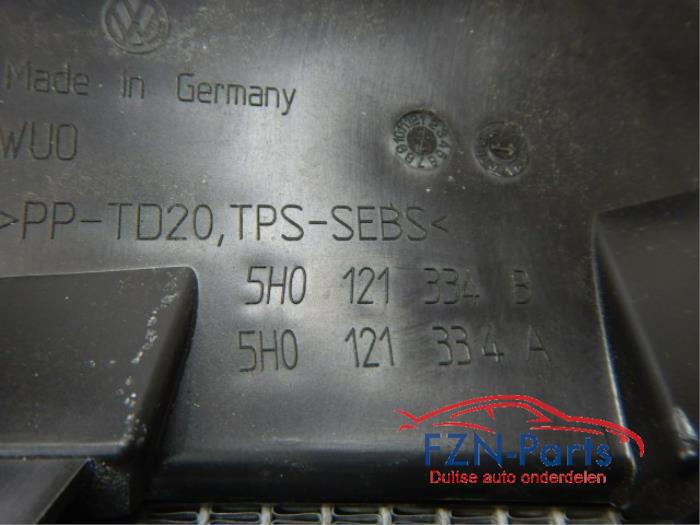 Made in Germany
WUO
>PP-TD20,TPS-SEBS<
5H0 121 334 B
5H0 121 334 A
FZN-Parts
Duitse auto onderdelen